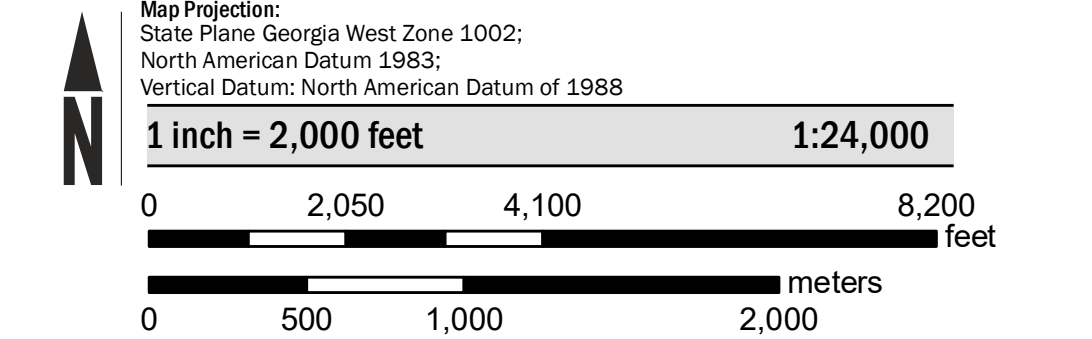 Map Projection:
State Plane Georgia West Zone 1002;
North American Datum 1983;
Vertical Datum: North American Datum of 1988
N
1 inch = 2,000 feet 1:24,000
0 2,050 4,100 8,200
feet
meters
0 500 1,000 2,000